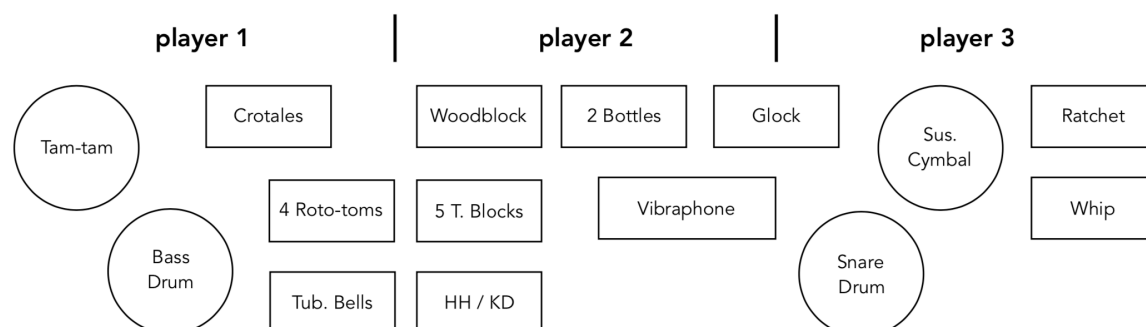 player 1
player 2
player 3
Tam-tam
Crotales
Woodblock
2 Bottles
Glock
Sus.
Cymbal
Ratchet
4 Roto-toms
5 T. Blocks
Vibraphone
Whip
Bass
Drum
Snare
Drum
Tub. Bells
HH / KD